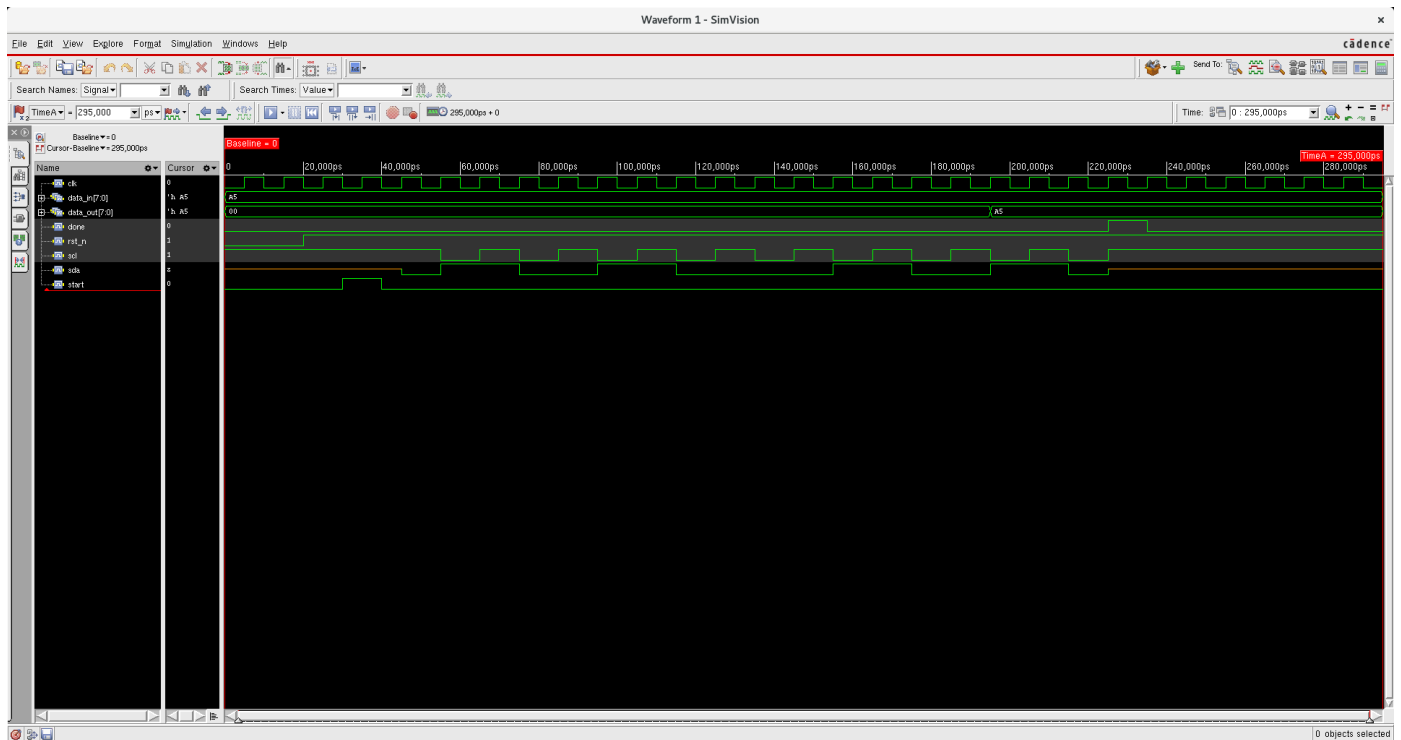 Waveform 1 - SimVision ×
File Edit View Explore Format Simulation Windows Help cādence
Send To:
Search Names: Signal Search Times: Value
TimeA = 295,000 ps 295,000ps + 0 Time: 0 : 295,000ps
Baseline = 0
Cursor-Baseline = 295,000ps
Baseline = 0
TimeA = 295,000ps
Name Cursor 0 20,000ps 40,000ps 60,000ps 80,000ps 100,000ps 120,000ps 140,000ps 160,000ps 180,000ps 200,000ps 220,000ps 240,000ps 260,000ps 280,000ps
clk 0
data_in[7:0] 'h A5 A5
data_out[7:0] 'h A5 00 A5
done 0
rst_n 1
scl 1
sda z
start 0
0 objects selected